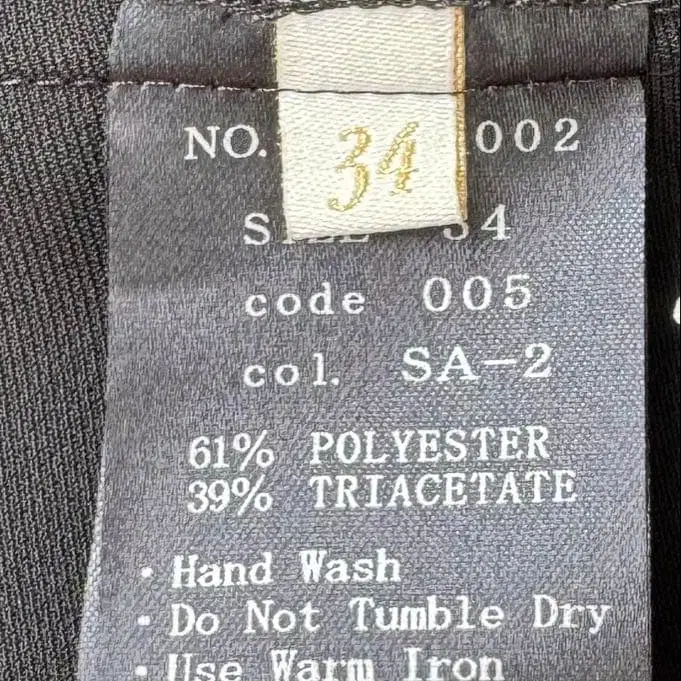 NO. 002
34
SIZE 34
code 005
col. SA-2
61% POLYESTER
39% TRIACETATE
· Hand Wash
· Do Not Tumble Dry
· Use Warm Iron